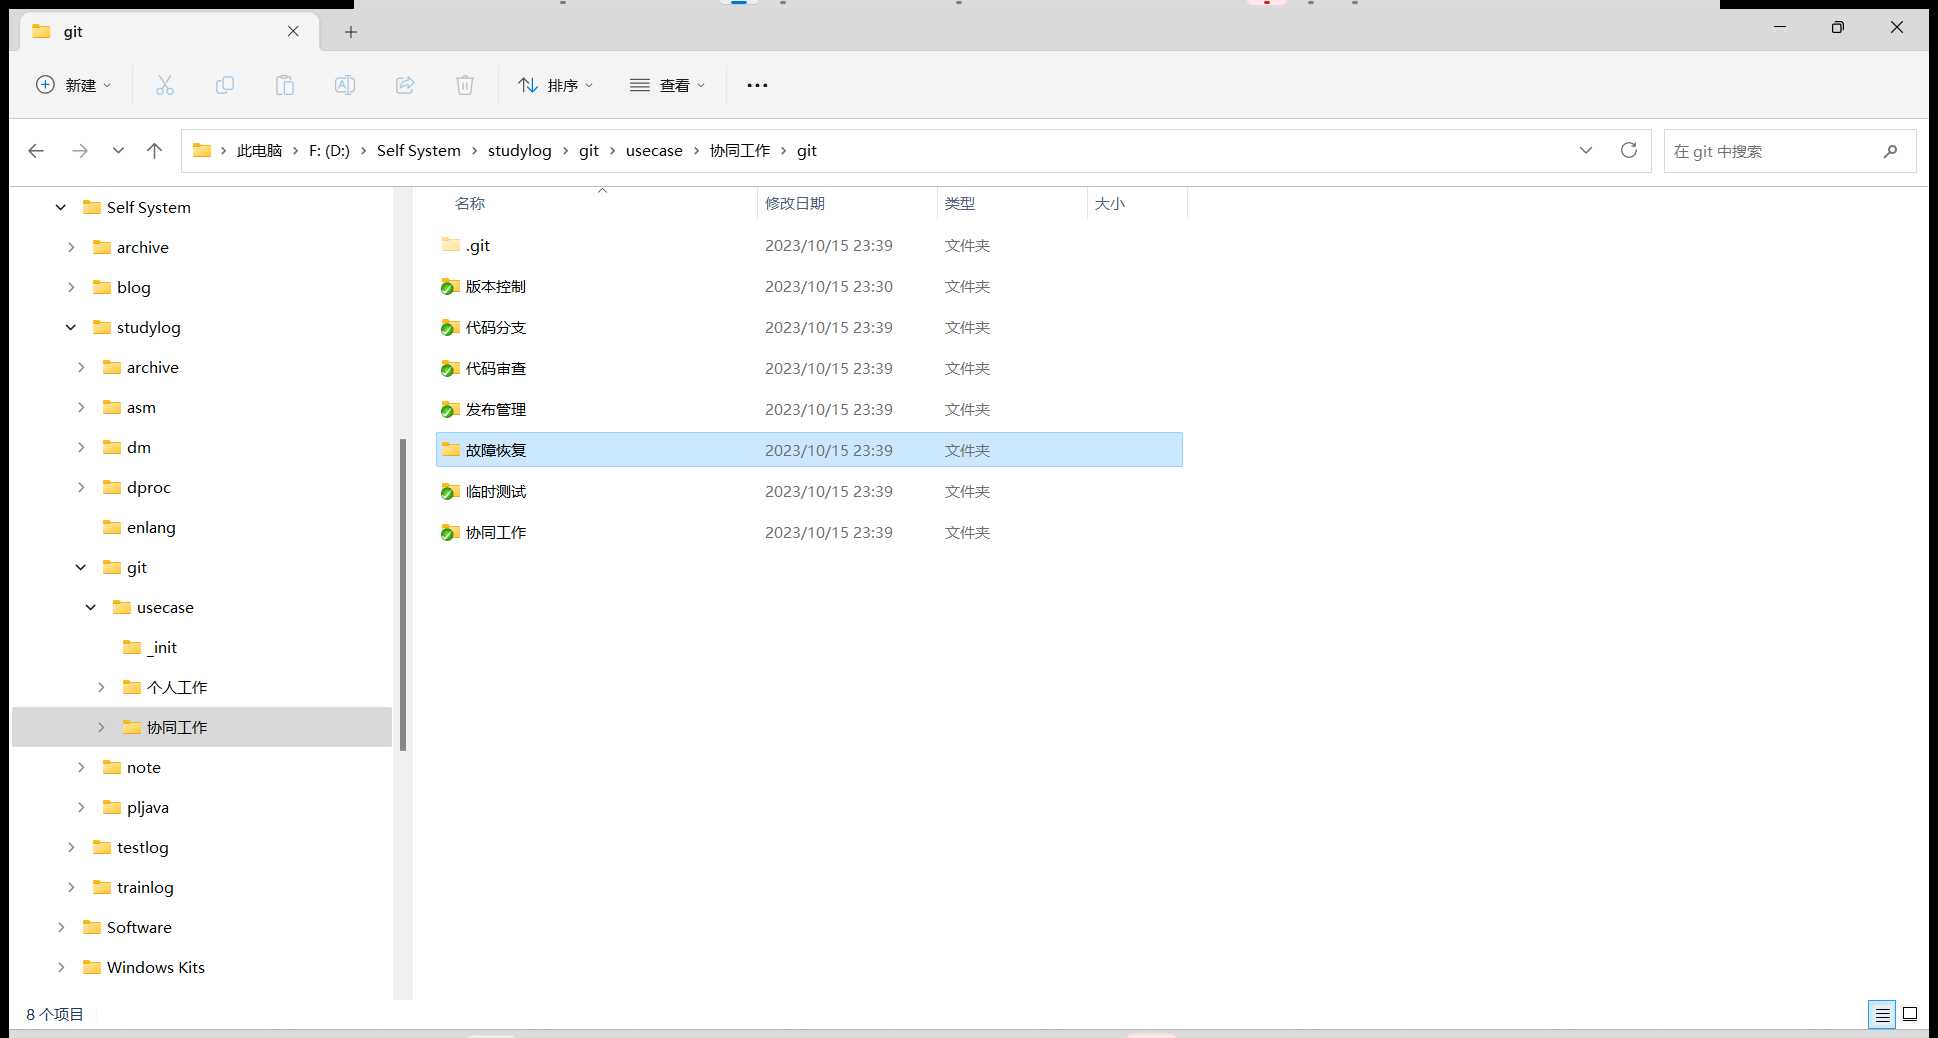 git
新建
排序
查看
此电脑 F: (D:) Self System studylog git usecase 协同工作 git
在 git 中搜索
Self System
archive
blog
studylog
archive
asm
dm
dproc
enlang
git
usecase
_init
个人工作
协同工作
note
pljava
testlog
trainlog
Software
Windows Kits
名称 修改日期 类型 大小
.git 2023/10/15 23:39 文件夹
版本控制 2023/10/15 23:30 文件夹
代码分支 2023/10/15 23:39 文件夹
代码审查 2023/10/15 23:39 文件夹
发布管理 2023/10/15 23:39 文件夹
故障恢复 2023/10/15 23:39 文件夹
临时测试 2023/10/15 23:39 文件夹
协同工作 2023/10/15 23:39 文件夹
8 个项目